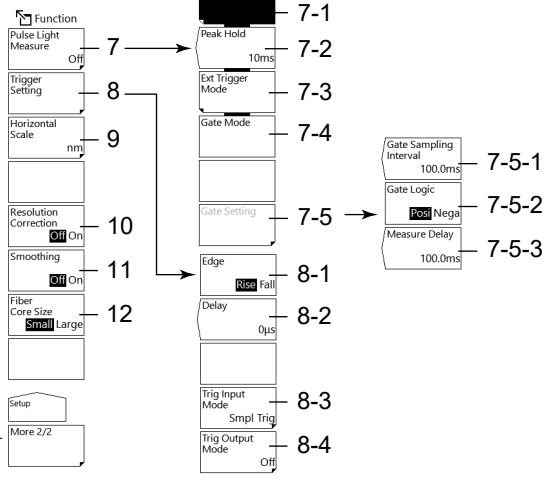 Function
Pulse Light
Measure
Off
7
Trigger
Setting
8
Horizontal
Scale
nm
9
Resolution
Correction
Off On
10
Smoothing
Off On
11
Fiber
Core Size
Small Large
12
Setup
More 2/2
7-1
Peak Hold
10ms
7-2
Ext Trigger
Mode
7-3
Gate Mode
7-4
Gate Setting
7-5
Gate Sampling
Interval
100.0ms
7-5-1
Gate Logic
Posi Nega
7-5-2
Measure Delay
100.0ms
7-5-3
Edge
Rise Fall
8-1
Delay
0µs
8-2
Trig Input
Mode
Smpl Trig
8-3
Trig Output
Mode
Off
8-4